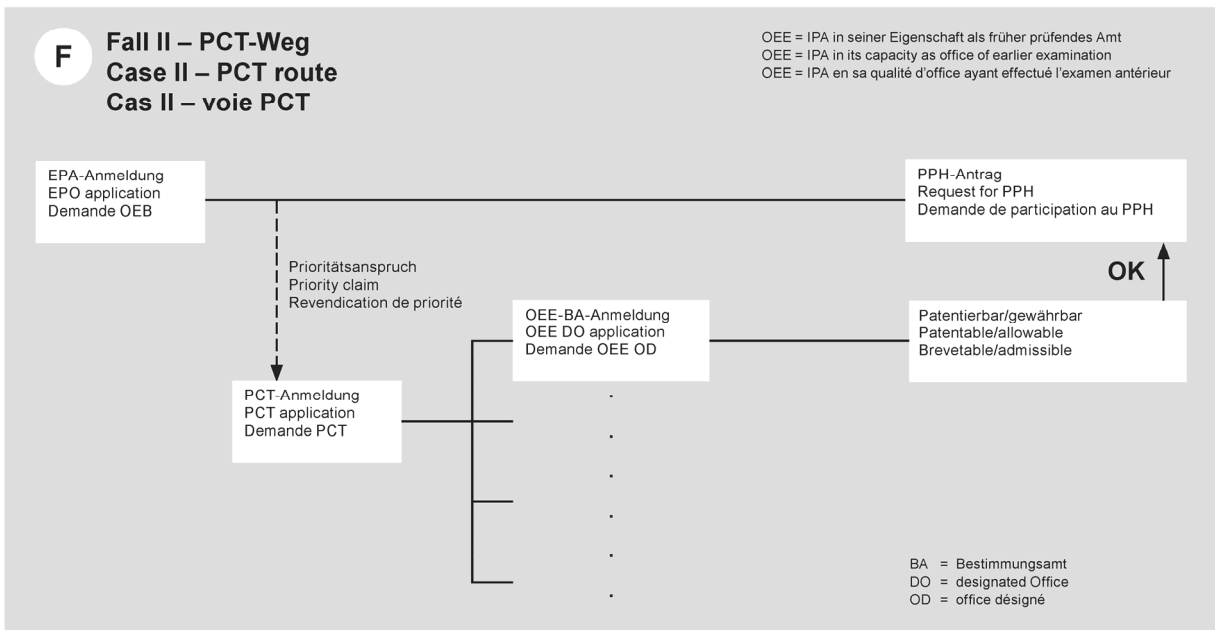 F
Fall II – PCT-Weg
Case II – PCT route
Cas II – voie PCT
OEE = IPA in seiner Eigenschaft als früher prüfendes Amt
OEE = IPA in its capacity as office of earlier examination
OEE = IPA en sa qualité d’office ayant effectué l’examen antérieur
EPA-Anmeldung
EPO application
Demande OEB
PPH-Antrag
Request for PPH
Demande de participation au PPH
Prioritätsanspruch
Priority claim
Revendication de priorité
OK
OEE-BA-Anmeldung
OEE DO application
Demande OEE OD
Patentierbar/gewährbar
Patentable/allowable
Brevetable/admissible
PCT-Anmeldung
PCT application
Demande PCT
BA = Bestimmungsamt
DO = designated Office
OD = office désigné